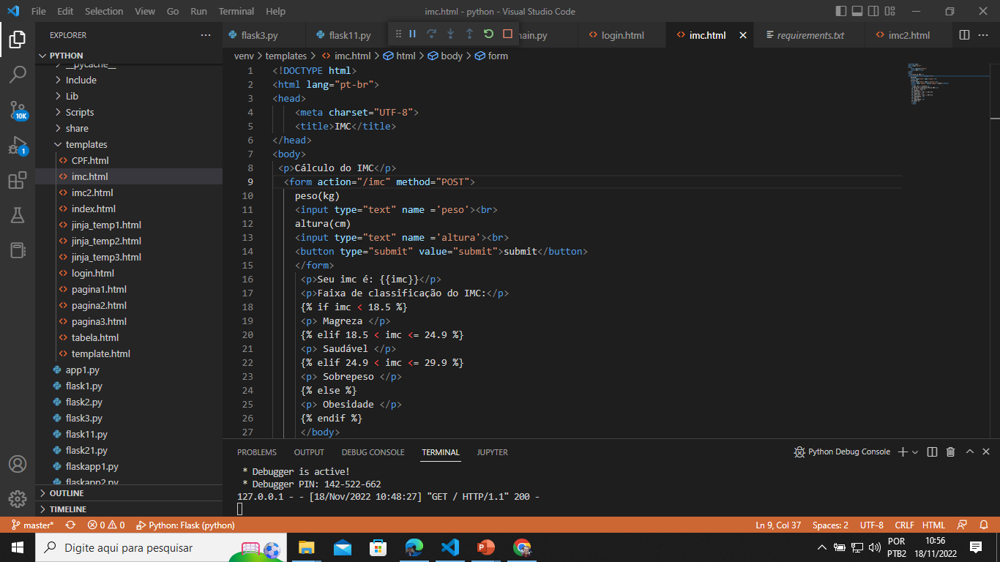 File Edit Selection View Go Run Terminal Help
imc.html - python - Visual Studio Code
EXPLORER
PYTHON
__pycache__
Include
Lib
Scripts
share
templates
CPF.html
imc.html
imc2.html
index.html
jinja_temp1.html
jinja_temp2.html
jinja_temp3.html
login.html
pagina1.html
pagina2.html
pagina3.html
tabela.html
template.html
app1.py
flask1.py
flask2.py
flask3.py
flask11.py
flask21.py
flaskapp1.py
flaskapp2.py
OUTLINE
TIMELINE
10K
1
flask3.py flask11.py main.py login.html imc.html requirements.txt imc2.html
venv > templates > imc.html > html > body > form
1 <!DOCTYPE html>
2 <html lang="pt-br">
3 <head>
4 <meta charset="UTF-8">
5 <title>IMC</title>
6 </head>
7 <body>
8 <p>Cálculo do IMC</p>
9 <form action="/imc" method="POST">
10 peso(kg)
11 <input type="text" name ='peso'><br>
12 altura(cm)
13 <input type="text" name ='altura'><br>
14 <button type="submit" value="submit">submit</button>
15 </form>
16 <p>Seu imc é: {{imc}}</p>
17 <p>Faixa de classificação do IMC:</p>
18 {% if imc < 18.5 %}
19 <p> Magreza </p>
20 {% elif 18.5 < imc <= 24.9 %}
21 <p> Saudável </p>
22 {% elif 24.9 < imc <= 29.9 %}
23 <p> Sobrepeso </p>
24 {% else %}
25 <p> Obesidade </p>
26 {% endif %}
27 </body>
PROBLEMS OUTPUT DEBUG CONSOLE TERMINAL JUPYTER
Python Debug Console
* Debugger is active!
* Debugger PIN: 142-522-662
127.0.0.1 - - [18/Nov/2022 10:48:27] "GET / HTTP/1.1" 200 -
master* 0 0 Python: Flask (python)
Ln 9, Col 37 Spaces: 2 UTF-8 CRLF HTML
Digite aqui para pesquisar
POR
PTB2
10:56
18/11/2022